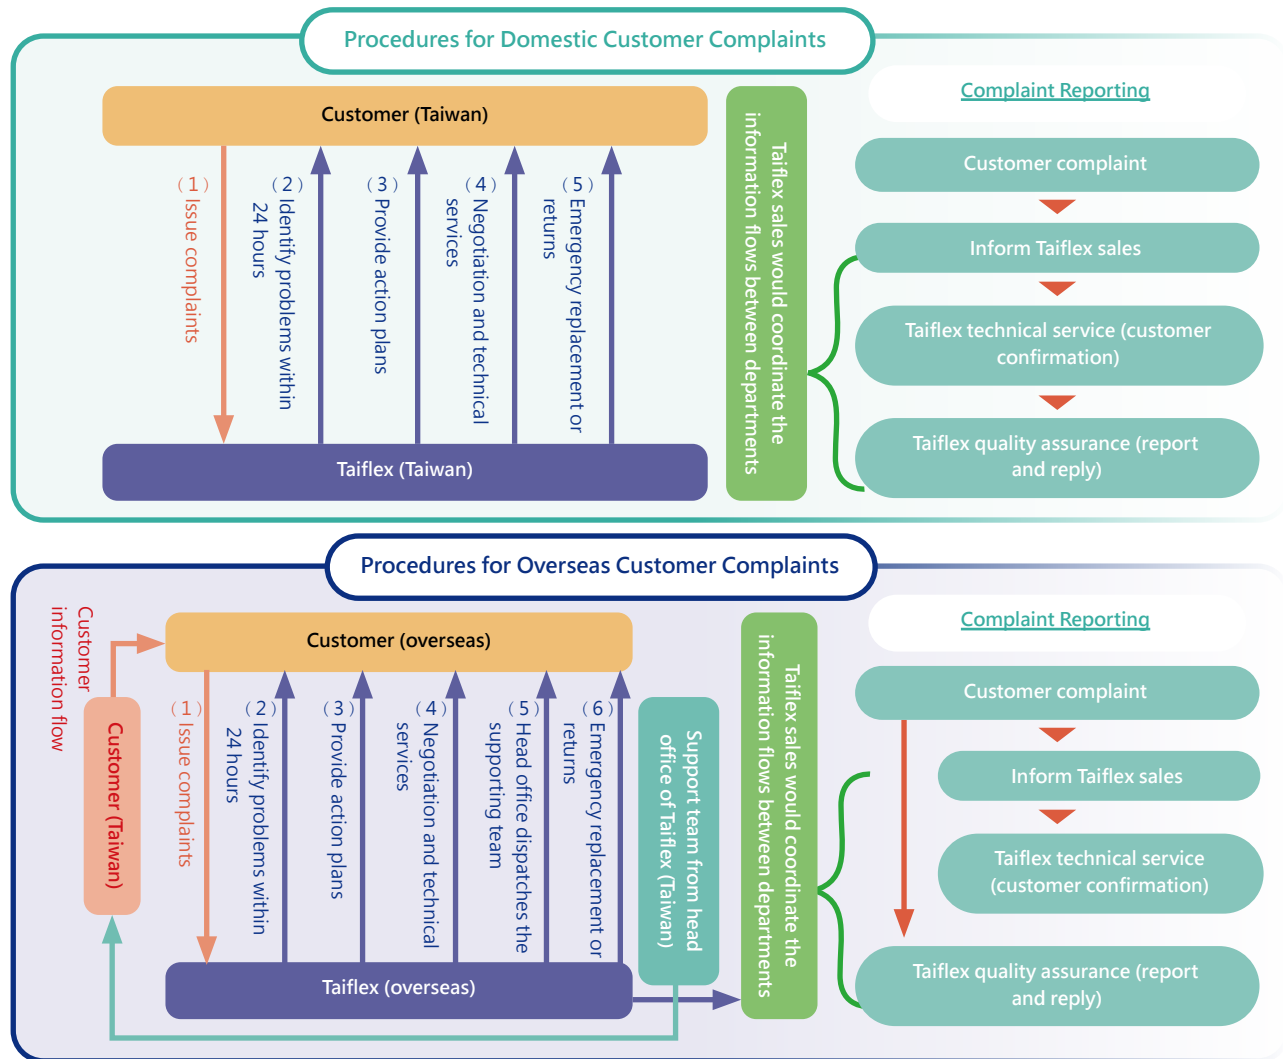 Procedures for Domestic Customer Complaints
Customer (Taiwan)
(1) Issue complaints
(2) Identify problems within
24 hours
(3) Provide action plans
(4) Negotiation and technical
services
(5) Emergency replacement or
returns
Taiflex (Taiwan)
Taiflex sales would coordinate the
information flows between departments
Complaint Reporting
Customer complaint
Inform Taiflex sales
Taiflex technical service (customer
confirmation)
Taiflex quality assurance (report
and reply)
Procedures for Overseas Customer Complaints
Customer
information flow
Customer (Taiwan)
Customer (overseas)
(1) Issue complaints
(2) Identify problems within
24 hours
(3) Provide action plans
(4) Negotiation and technical
services
(5) Head office dispatches the
supporting team
(6) Emergency replacement or
returns
Taiflex (overseas)
Support team from head
office of Taiflex (Taiwan)
Taiflex sales would coordinate the
information flows between departments
Complaint Reporting
Customer complaint
Inform Taiflex sales
Taiflex technical service
(customer confirmation)
Taiflex quality assurance (report
and reply)